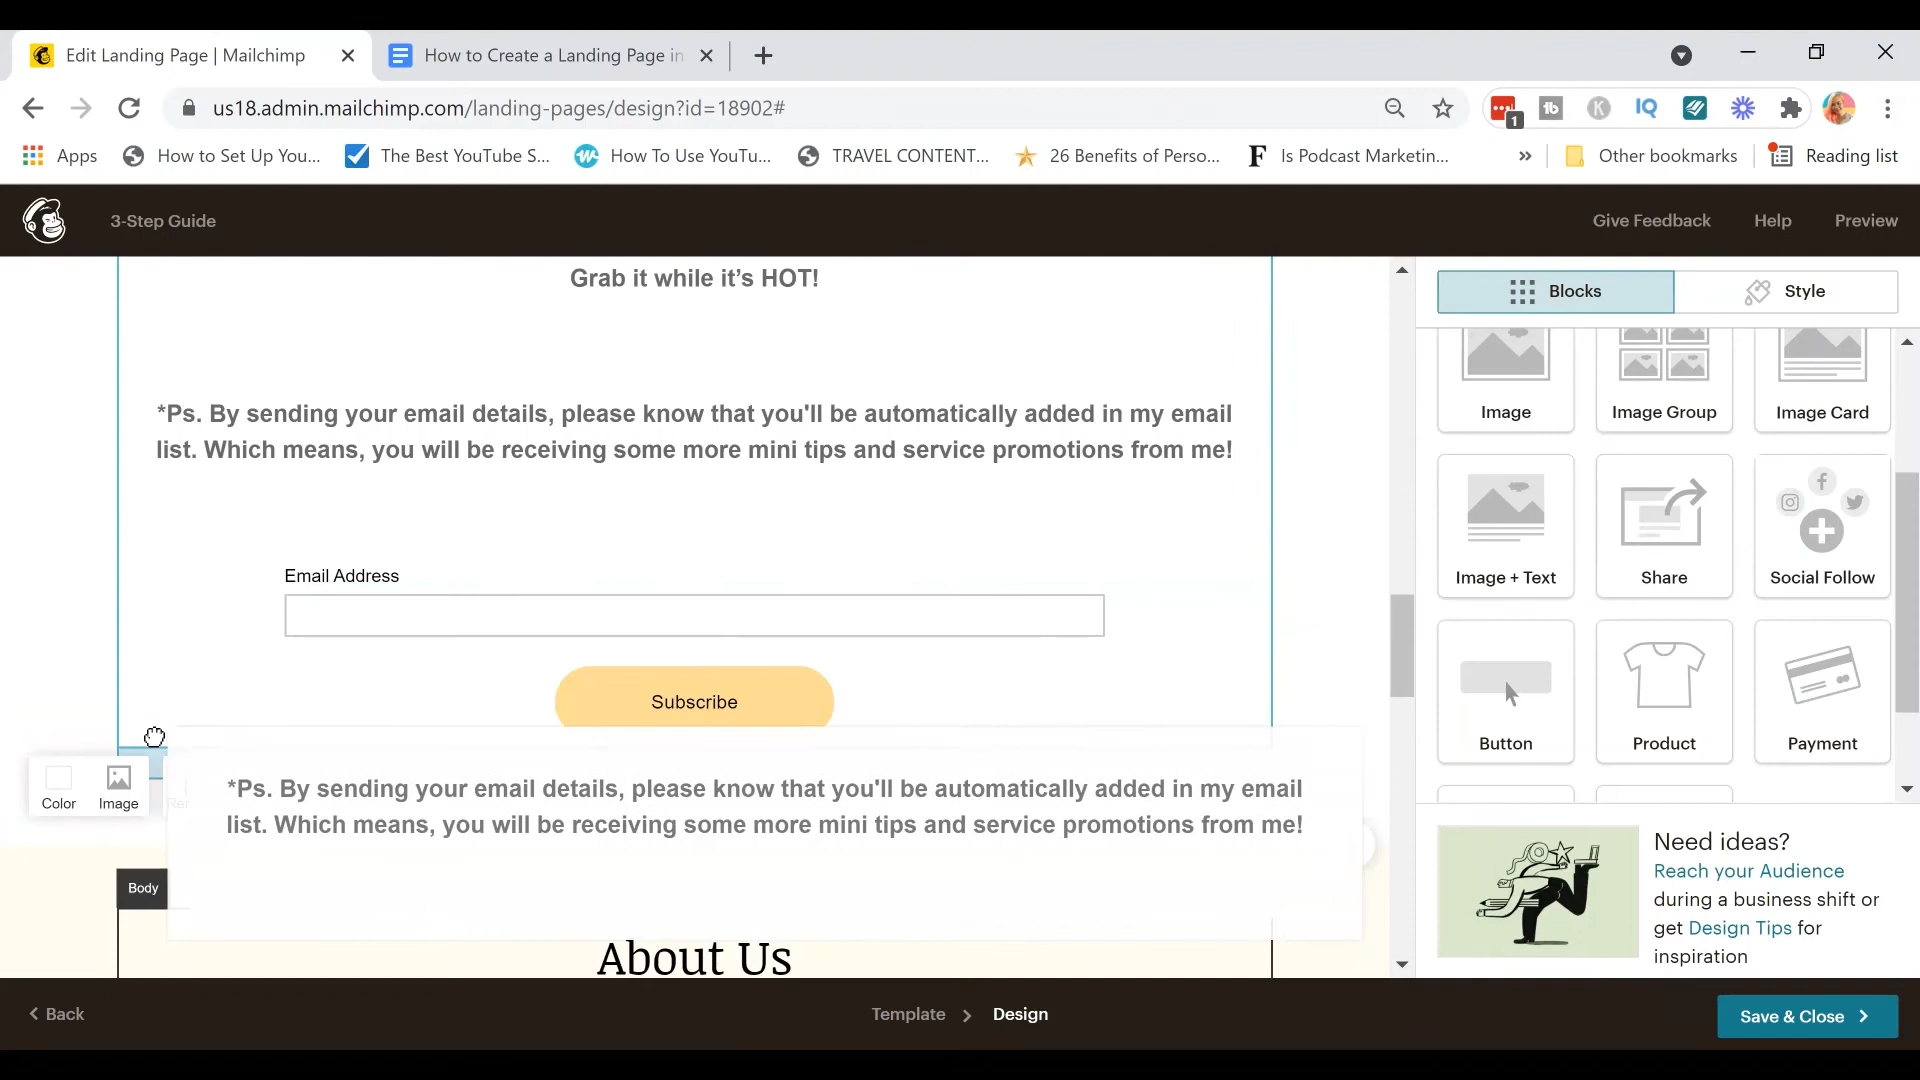 Edit Landing Page | Mailchimp
How to Create a Landing Page in
us18.admin.mailchimp.com/landing-pages/design?id=18902#
1
tb
K
IQ
Apps
How to Set Up You...
The Best YouTube S...
How To Use YouTu...
TRAVEL CONTENT...
26 Benefits of Perso...
F
Is Podcast Marketin...
»
Other bookmarks
Reading list
3-Step Guide
Give Feedback
Help
Preview
Grab it while it's HOT!
*Ps. By sending your email details, please know that you'll be automatically added in my email
list. Which means, you will be receiving some more mini tips and service promotions from me!
Email Address
Subscribe
Color
Image
*Ps. By sending your email details, please know that you'll be automatically added in my email
list. Which means, you will be receiving some more mini tips and service promotions from me!
Body
About Us
Blocks
Style
Image
Image Group
Image Card
Image + Text
Share
Social Follow
Button
Product
Payment
Need ideas?
Reach your Audience
during a business shift or
get Design Tips for
inspiration
Back
Template
Design
Save & Close